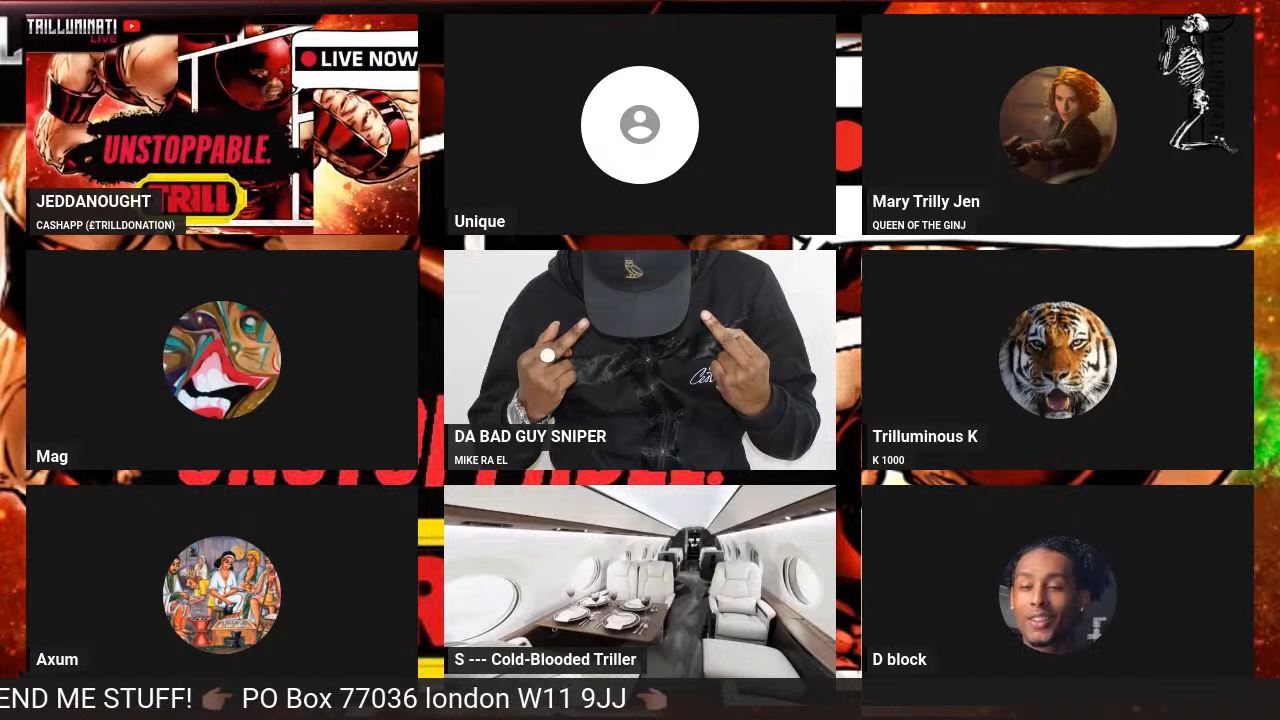 TRILLUMINATI
LIVE
LIVE NOW
UNSTOPPABLE.
TRILL
JEDDANOUGHT
CASHAPP (£TRILLDONATION)
Unique
Mary Trilly Jen
QUEEN OF THE GINJ
Mag
DA BAD GUY SNIPER
MIKE RA EL
Trilluminous K
K 1000
Axum
S --- Cold-Blooded Triller
D block
END ME STUFF! 👉🏽 PO Box 77036 london W11 9JJ 👈🏽